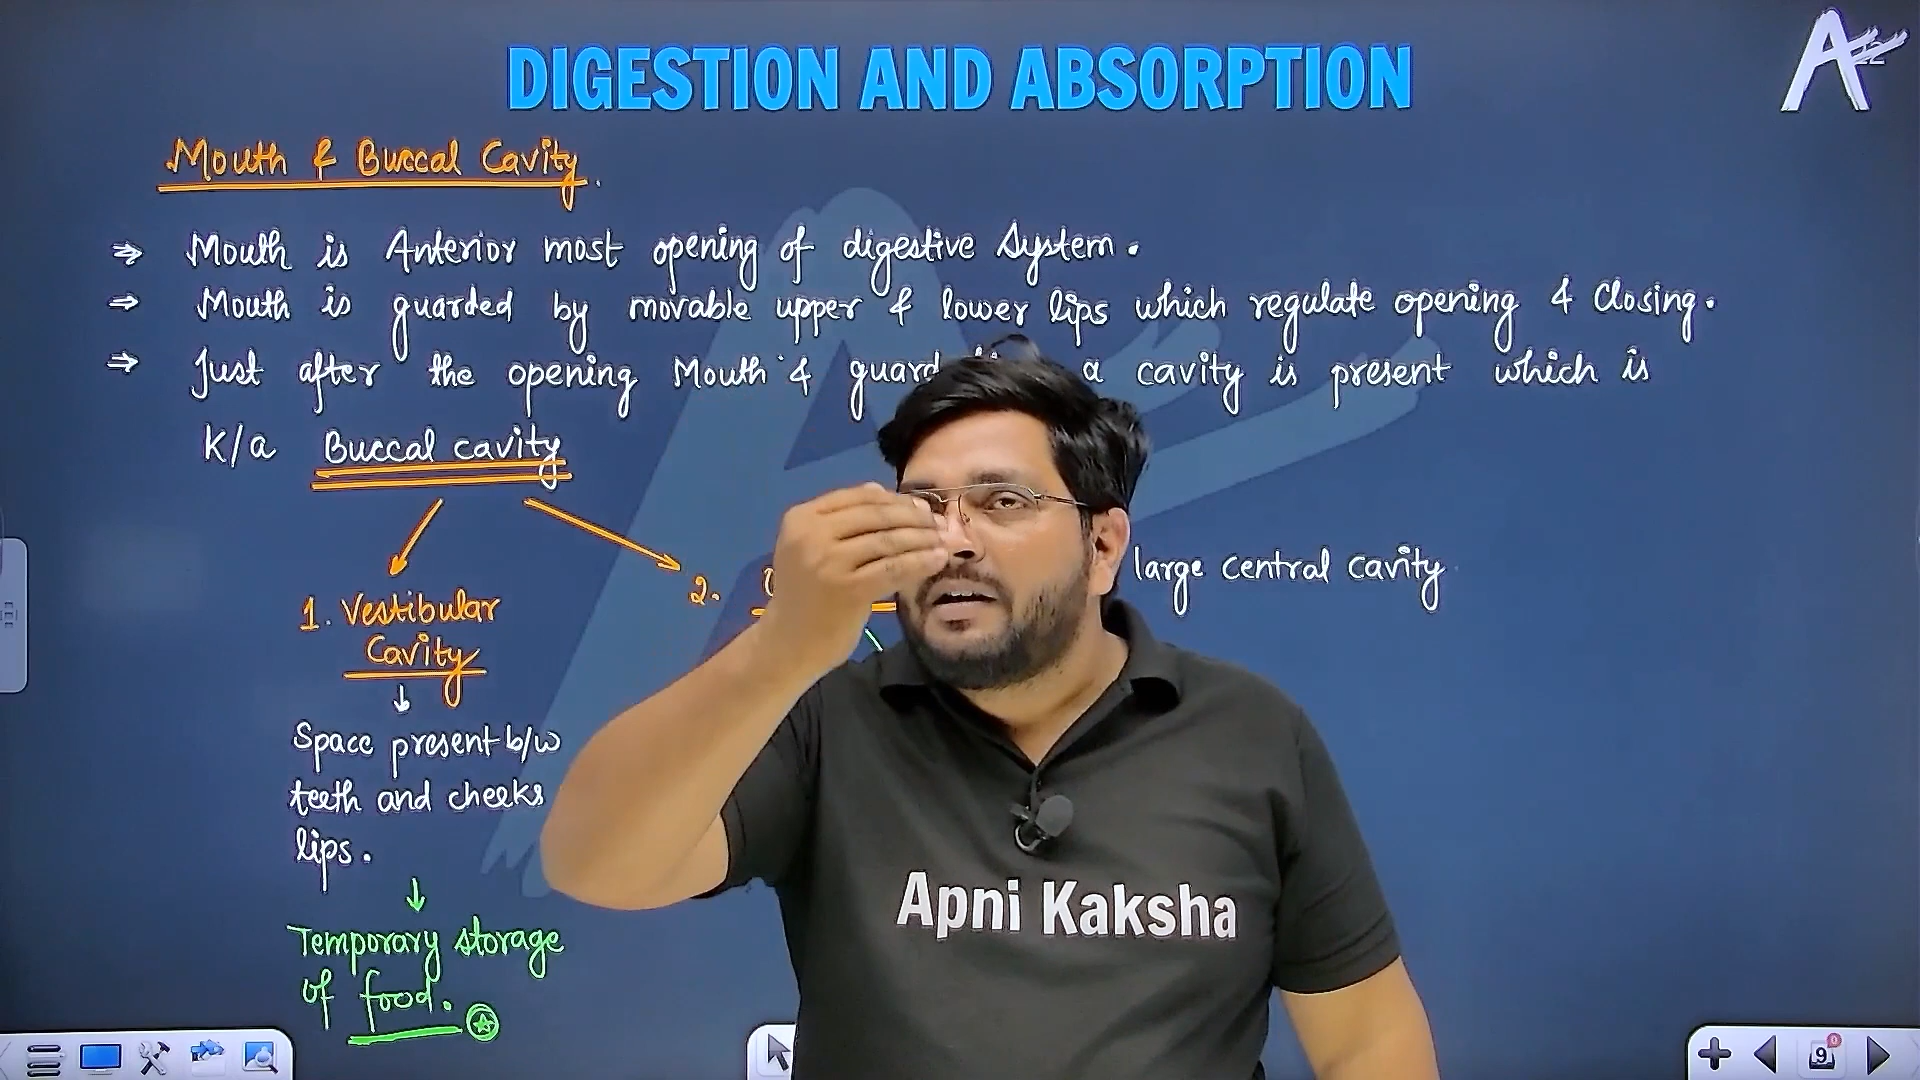 DIGESTION AND ABSORPTION
Mouth & Buccal Cavity.
⇒ Mouth is Anterior most opening of digestive System.
⇒ Mouth is guarded by movable upper & lower lips which regulate opening & Closing.
⇒ Just after the opening Mouth & guard a cavity is present which is
K/a Buccal cavity
large central cavity
1. Vestibular
Cavity
2.
↓
Space present b/w
teeth and cheeks
lips.
↓
Temporary storage
of food.
Apni Kaksha
9